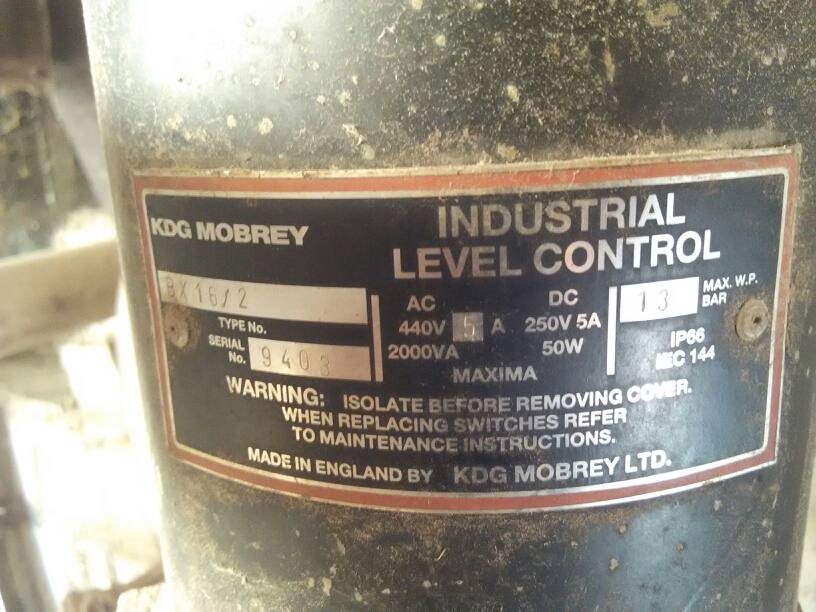 KDG MOBREY
INDUSTRIAL
LEVEL CONTROL
BX16/2
TYPE No.
SERIAL No. 9403
AC
440V 5 A
2000VA
DC
250V 5A
50W
MAXIMA
13 MAX. W.P. BAR
IP66
IEC 144
WARNING: ISOLATE BEFORE REMOVING COVER.
WHEN REPLACING SWITCHES REFER
TO MAINTENANCE INSTRUCTIONS.
MADE IN ENGLAND BY KDG MOBREY LTD.